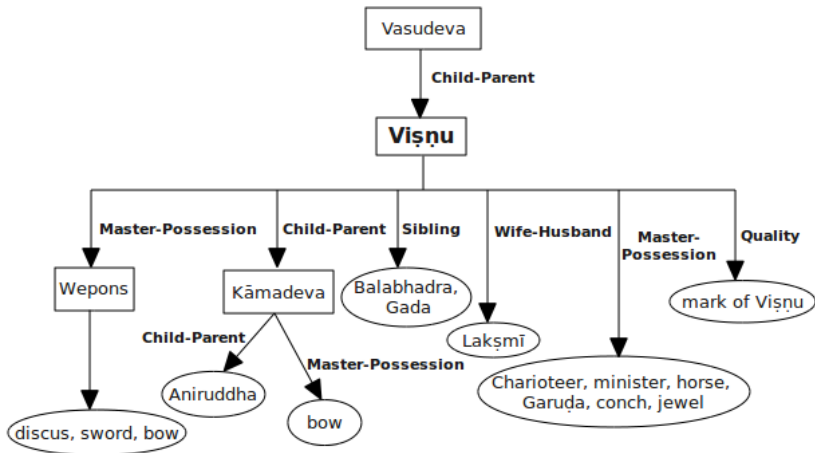 Vasudeva
Child-Parent
Viṣṇu
Master-Possession
Child-Parent
Sibling
Wife-Husband
Master-
Possession
Quality
Wepons
Kāmadeva
Balabhadra,
Gada
mark of Viṣṇu
Lakṣmī
Child-Parent
Master-Possession
Aniruddha
Charioteer, minister, horse,
Garuḍa, conch, jewel
bow
discus, sword, bow